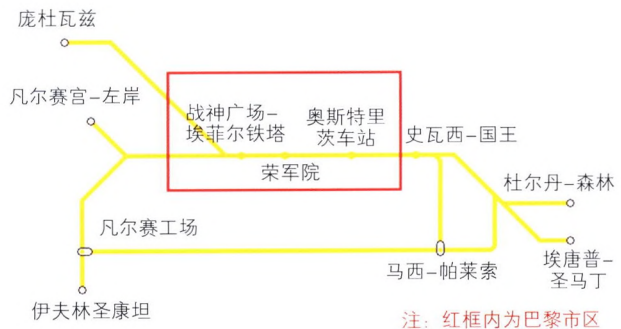 庞杜瓦兹
凡尔赛宫-左岸
战神广场-
埃菲尔铁塔
奥斯特里
茨车站
史瓦西-国王
荣军院
杜尔丹-森林
凡尔赛工场
马西-帕莱索
埃唐普-
圣马丁
伊夫林圣康坦
注: 红框内为巴黎市区